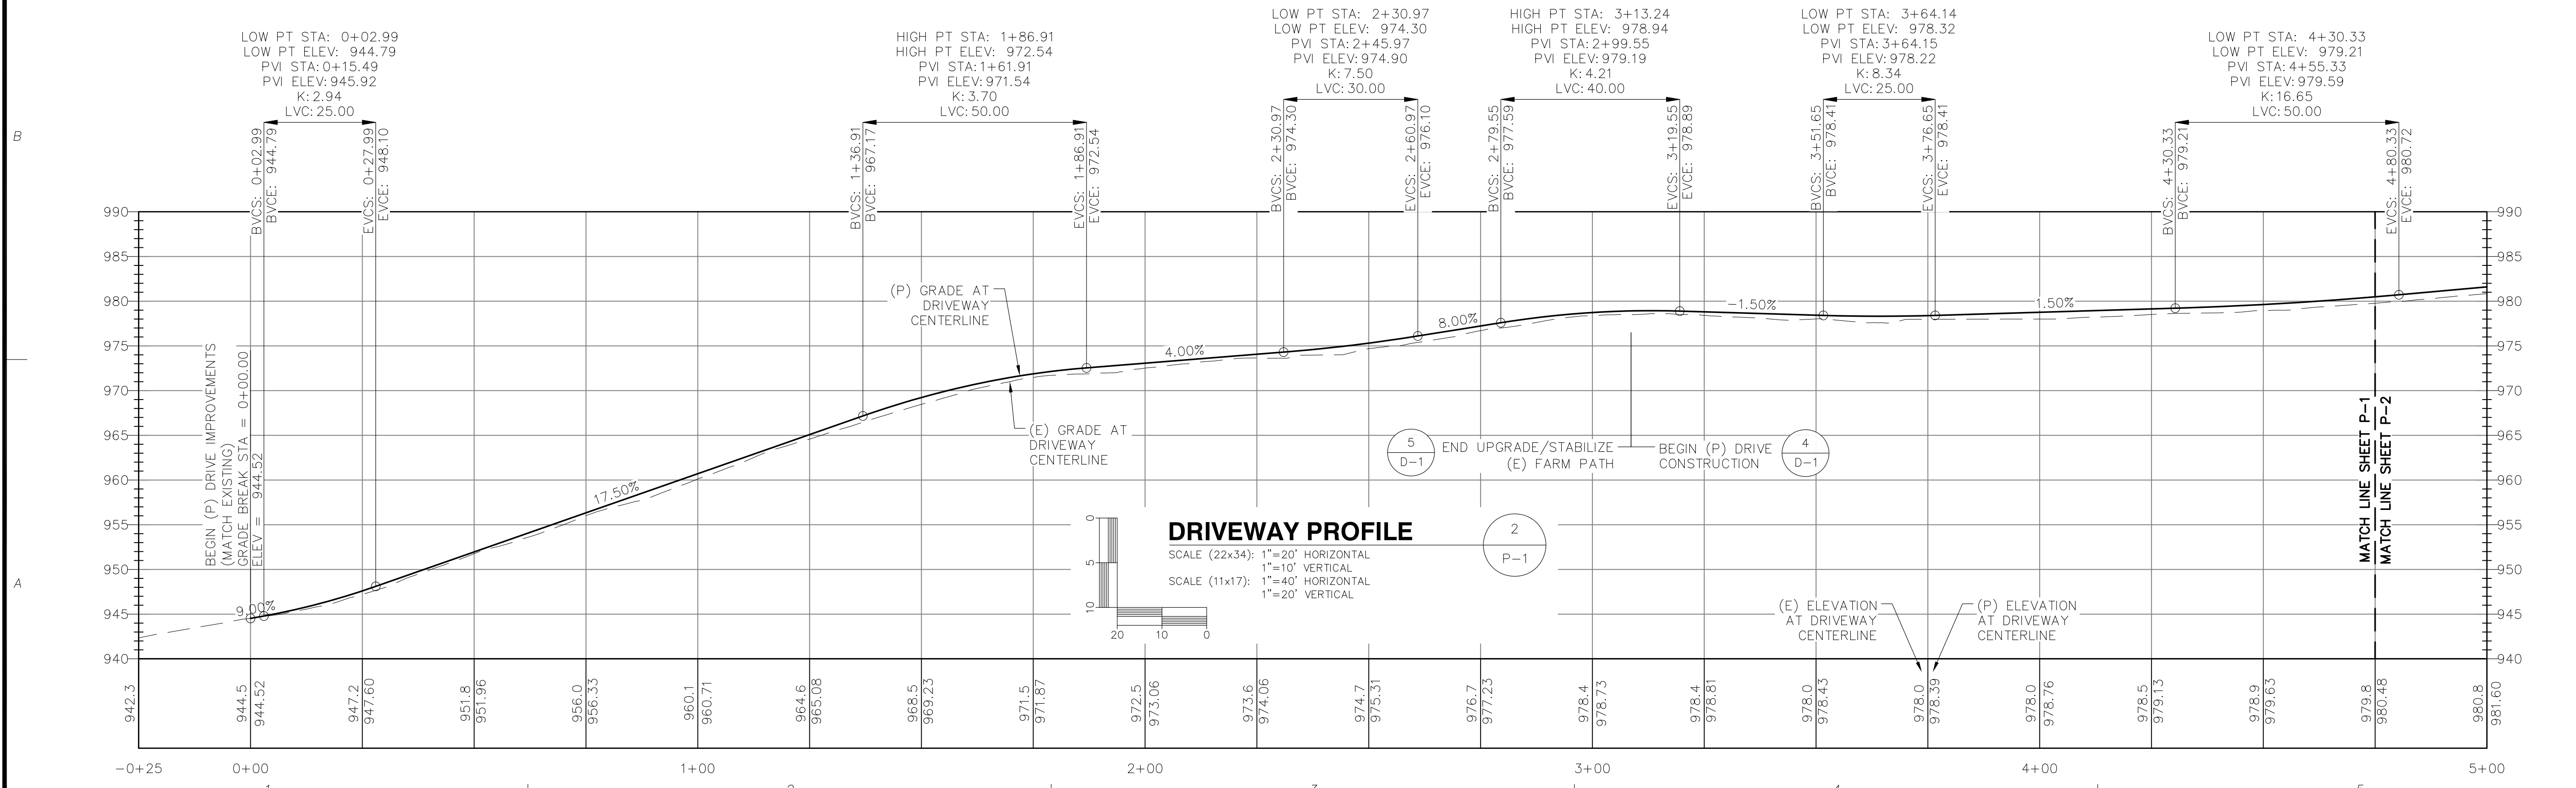 LOW PT STA: 0+02.99
LOW PT ELEV: 944.79
PVI STA:0+15.49
PVI ELEV:945.92
K:2.94
LVC:25.00
BVCS: 0+02.99
BVCE: 944.79
EVCS: 0+27.99
EVCE: 948.10
HIGH PT STA: 1+86.91
HIGH PT ELEV: 972.54
PVI STA:1+61.91
PVI ELEV:971.54
K:3.70
LVC:50.00
BVCS: 1+36.91
BVCE: 967.17
EVCS: 1+86.91
EVCE: 972.54
LOW PT STA: 2+30.97
LOW PT ELEV: 974.30
PVI STA:2+45.97
PVI ELEV:974.90
K:7.50
LVC:30.00
BVCS: 2+30.97
BVCE: 974.30
EVCS: 2+60.97
EVCE: 976.10
HIGH PT STA: 3+13.24
HIGH PT ELEV: 978.94
PVI STA:2+99.55
PVI ELEV:979.19
K:4.21
LVC:40.00
BVCS: 2+79.55
BVCE: 977.59
EVCS: 3+19.55
EVCE: 978.89
LOW PT STA: 3+64.14
LOW PT ELEV: 978.32
PVI STA:3+64.15
PVI ELEV:978.22
K:8.34
LVC:25.00
BVCS: 3+51.65
BVCE: 978.41
EVCS: 3+76.65
EVCE: 978.41
LOW PT STA: 4+30.33
LOW PT ELEV: 979.21
PVI STA:4+55.33
PVI ELEV:979.59
K:16.65
LVC:50.00
BVCS: 4+30.33
BVCE: 979.21
EVCS: 4+80.33
EVCE: 980.72
B
A
990
985
980
975
970
965
960
955
950
945
940
990
985
980
975
970
965
960
955
950
945
940
BEGIN (P) DRIVE IMPROVEMENTS
(MATCH EXISTING)
GRADE BREAK STA = 0+00.00
ELEV = 944.52
9.00%
17.50%
(P) GRADE AT
DRIVEWAY
CENTERLINE
(E) GRADE AT
DRIVEWAY
CENTERLINE
4.00%
8.00%
-1.50%
1.50%
5
D-1
END UPGRADE/STABILIZE
(E) FARM PATH
BEGIN (P) DRIVE
CONSTRUCTION
4
D-1
MATCH LINE SHEET P-1
MATCH LINE SHEET P-2
0
5
10
20
10
0
DRIVEWAY PROFILE
2
P-1
SCALE (22x34): 1"=20' HORIZONTAL
1"=10' VERTICAL
SCALE (11x17): 1"=40' HORIZONTAL
1"=20' VERTICAL
(E) ELEVATION
AT DRIVEWAY
CENTERLINE
(P) ELEVATION
AT DRIVEWAY
CENTERLINE
942.3
944.5
944.52
947.2
947.60
951.8
951.96
956.0
956.33
960.1
960.71
964.6
965.08
968.5
969.23
971.5
971.87
972.5
973.06
973.6
974.06
974.7
975.31
976.7
977.23
978.4
978.73
978.4
978.81
978.0
978.43
978.0
978.39
978.0
978.76
978.5
979.13
978.9
979.63
979.8
980.48
980.8
981.60
-0+25
0+00
1+00
2+00
3+00
4+00
5+00